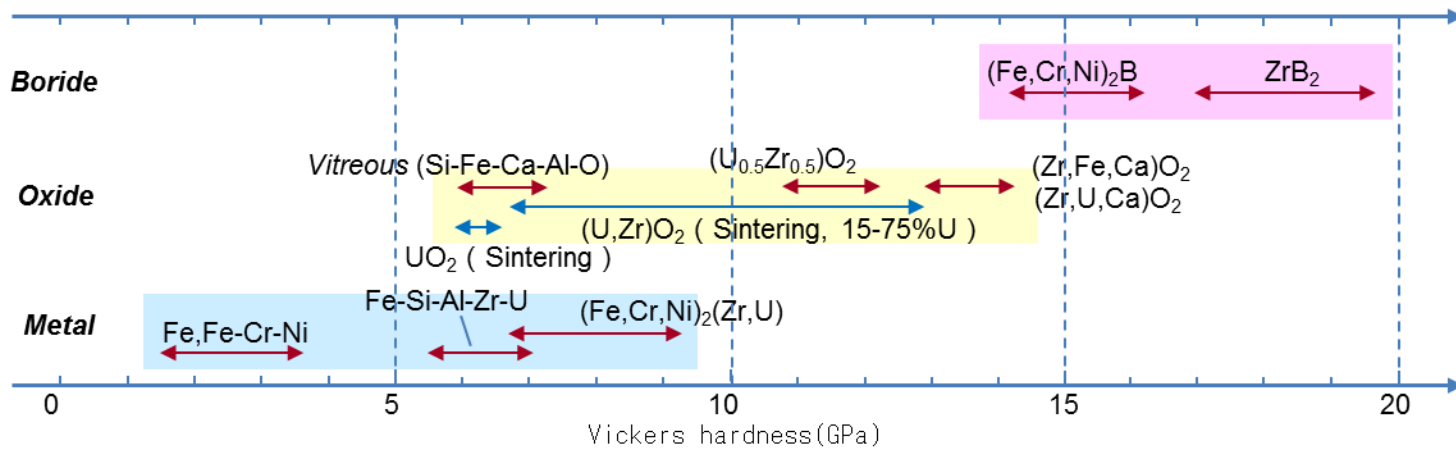 Boride
(Fe,Cr,Ni)₂B
ZrB₂
Oxide
Vitreous (Si-Fe-Ca-Al-O)
(U₀.₅Zr₀.₅)O₂
(Zr,Fe,Ca)O₂
(Zr,U,Ca)O₂
(U,Zr)O₂ ( Sintering, 15-75%U )
UO₂ ( Sintering )
Metal
Fe,Fe-Cr-Ni
Fe-Si-Al-Zr-U
(Fe,Cr,Ni)₂(Zr,U)
0 5 10 15 20
Vickers hardness(GPa)